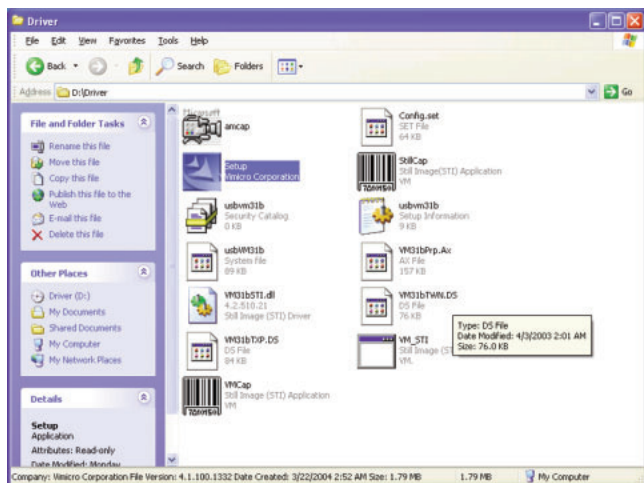 Driver
File Edit View Favorites Tools Help
Back Search Folders
Address D:\Driver Go
File and Folder Tasks
Rename this file
Move this file
Copy this file
Publish this file to the
Web
E-mail this file
Delete this file
Other Places
Driver (D:)
My Documents
Shared Documents
My Computer
My Network Places
Details
Setup
Application
Attributes: Read-only
Date Modified: Monday
Microsoft
amcap
Config.set
SET File
64 KB
Setup
Vimicro Corporation
StillCap
Still Image(STI) Application
VM
usbvm31b
Security Catalog
0 KB
usbvm31b
Setup Information
9 KB
usbVM31b
System file
89 KB
VM31bPrp.Ax
AX File
157 KB
VM31bSTI.dll
4.2.510.21
Still Image (STI) Driver
VM31bTWN.DS
DS File
76 KB
VM31bTXP.DS
DS File
84 KB
VM_STI
Still Image (S
VM.
Type: DS File
Date Modified: 4/3/2003 2:01 AM
Size: 76.0 KB
VMCap
Still Image (STI) Application
VM
Company: Vimicro Corporation File Version: 4.1.100.1332 Date Created: 3/22/2004 2:52 AM Size: 1.79 MB 1.79 MB My Computer